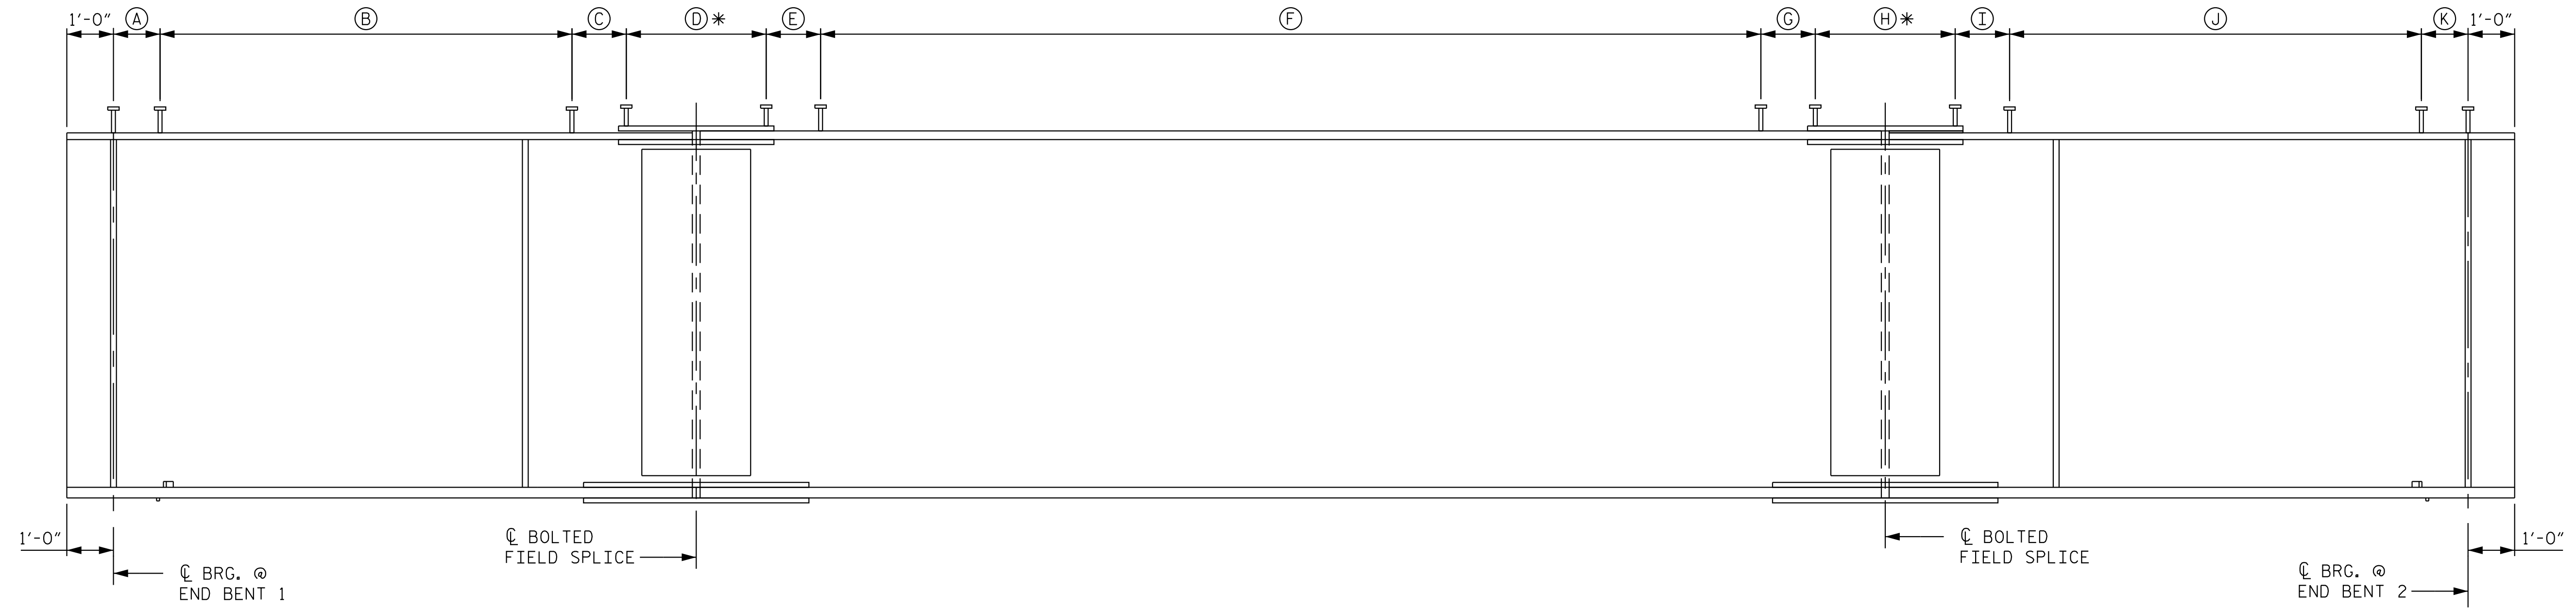 1'-0" A B C D* E F G H* I J K 1'-0"
1'-0" ℄ BOLTED ℄ BOLTED 1'-0"
FIELD SPLICE FIELD SPLICE
℄ BRG. @ ℄ BRG. @
END BENT 1 END BENT 2